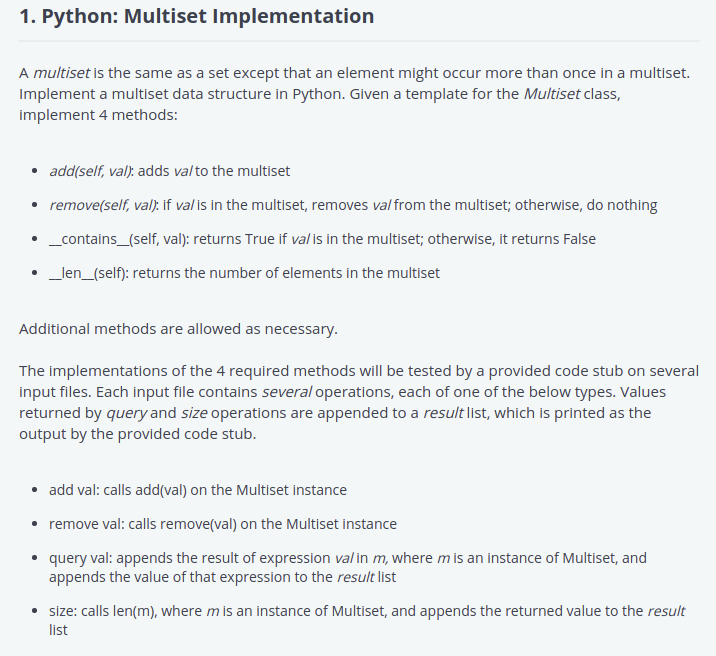 1. Python: Multiset Implementation
A multiset is the same as a set except that an element might occur more than once in a multiset.
Implement a multiset data structure in Python. Given a template for the Multiset class,
implement 4 methods:
• add(self, val): adds val to the multiset
• remove(self, val): if val is in the multiset, removes val from the multiset; otherwise, do nothing
• __contains__(self, val): returns True if val is in the multiset; otherwise, it returns False
• __len__(self): returns the number of elements in the multiset
Additional methods are allowed as necessary.
The implementations of the 4 required methods will be tested by a provided code stub on several
input files. Each input file contains several operations, each of one of the below types. Values
returned by query and size operations are appended to a result list, which is printed as the
output by the provided code stub.
• add val: calls add(val) on the Multiset instance
• remove val: calls remove(val) on the Multiset instance
• query val: appends the result of expression val in m, where m is an instance of Multiset, and
appends the value of that expression to the result list
• size: calls len(m), where m is an instance of Multiset, and appends the returned value to the result
list